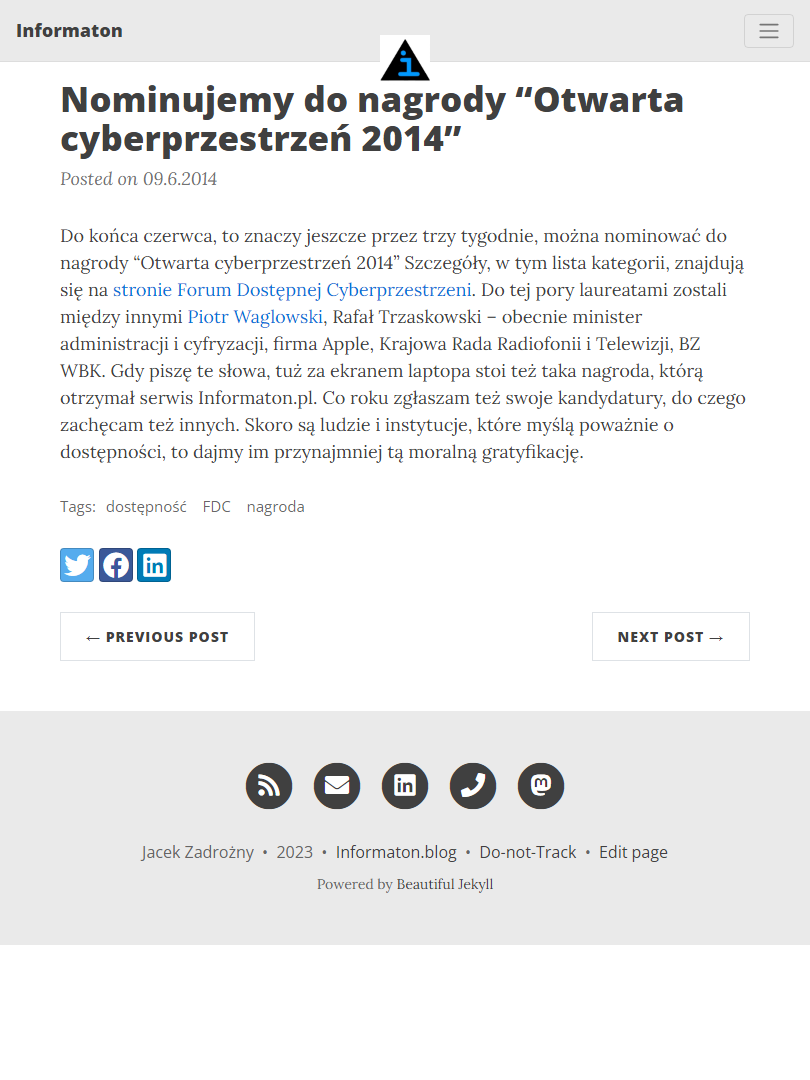 Informaton
Nominujemy do nagrody “Otwarta
cyberprzestrzeń 2014”
Posted on 09.6.2014
Do końca czerwca, to znaczy jeszcze przez trzy tygodnie, można nominować do
nagrody “Otwarta cyberprzestrzeń 2014” Szczegóły, w tym lista kategorii, znajdują
się na stronie Forum Dostępnej Cyberprzestrzeni. Do tej pory laureatami zostali
między innymi Piotr Waglowski, Rafał Trzaskowski – obecnie minister
administracji i cyfryzacji, firma Apple, Krajowa Rada Radiofonii i Telewizji, BZ
WBK. Gdy piszę te słowa, tuż za ekranem laptopa stoi też taka nagroda, którą
otrzymał serwis Informaton.pl. Co roku zgłaszam też swoje kandydatury, do czego
zachęcam też innych. Skoro są ludzie i instytucje, które myślą poważnie o
dostępności, to dajmy im przynajmniej tą moralną gratyfikację.
Tags: dostępność FDC nagroda
← PREVIOUS POST
NEXT POST →
Jacek Zadrożny • 2023 • Informaton.blog • Do-not-Track • Edit page
Powered by Beautiful Jekyll